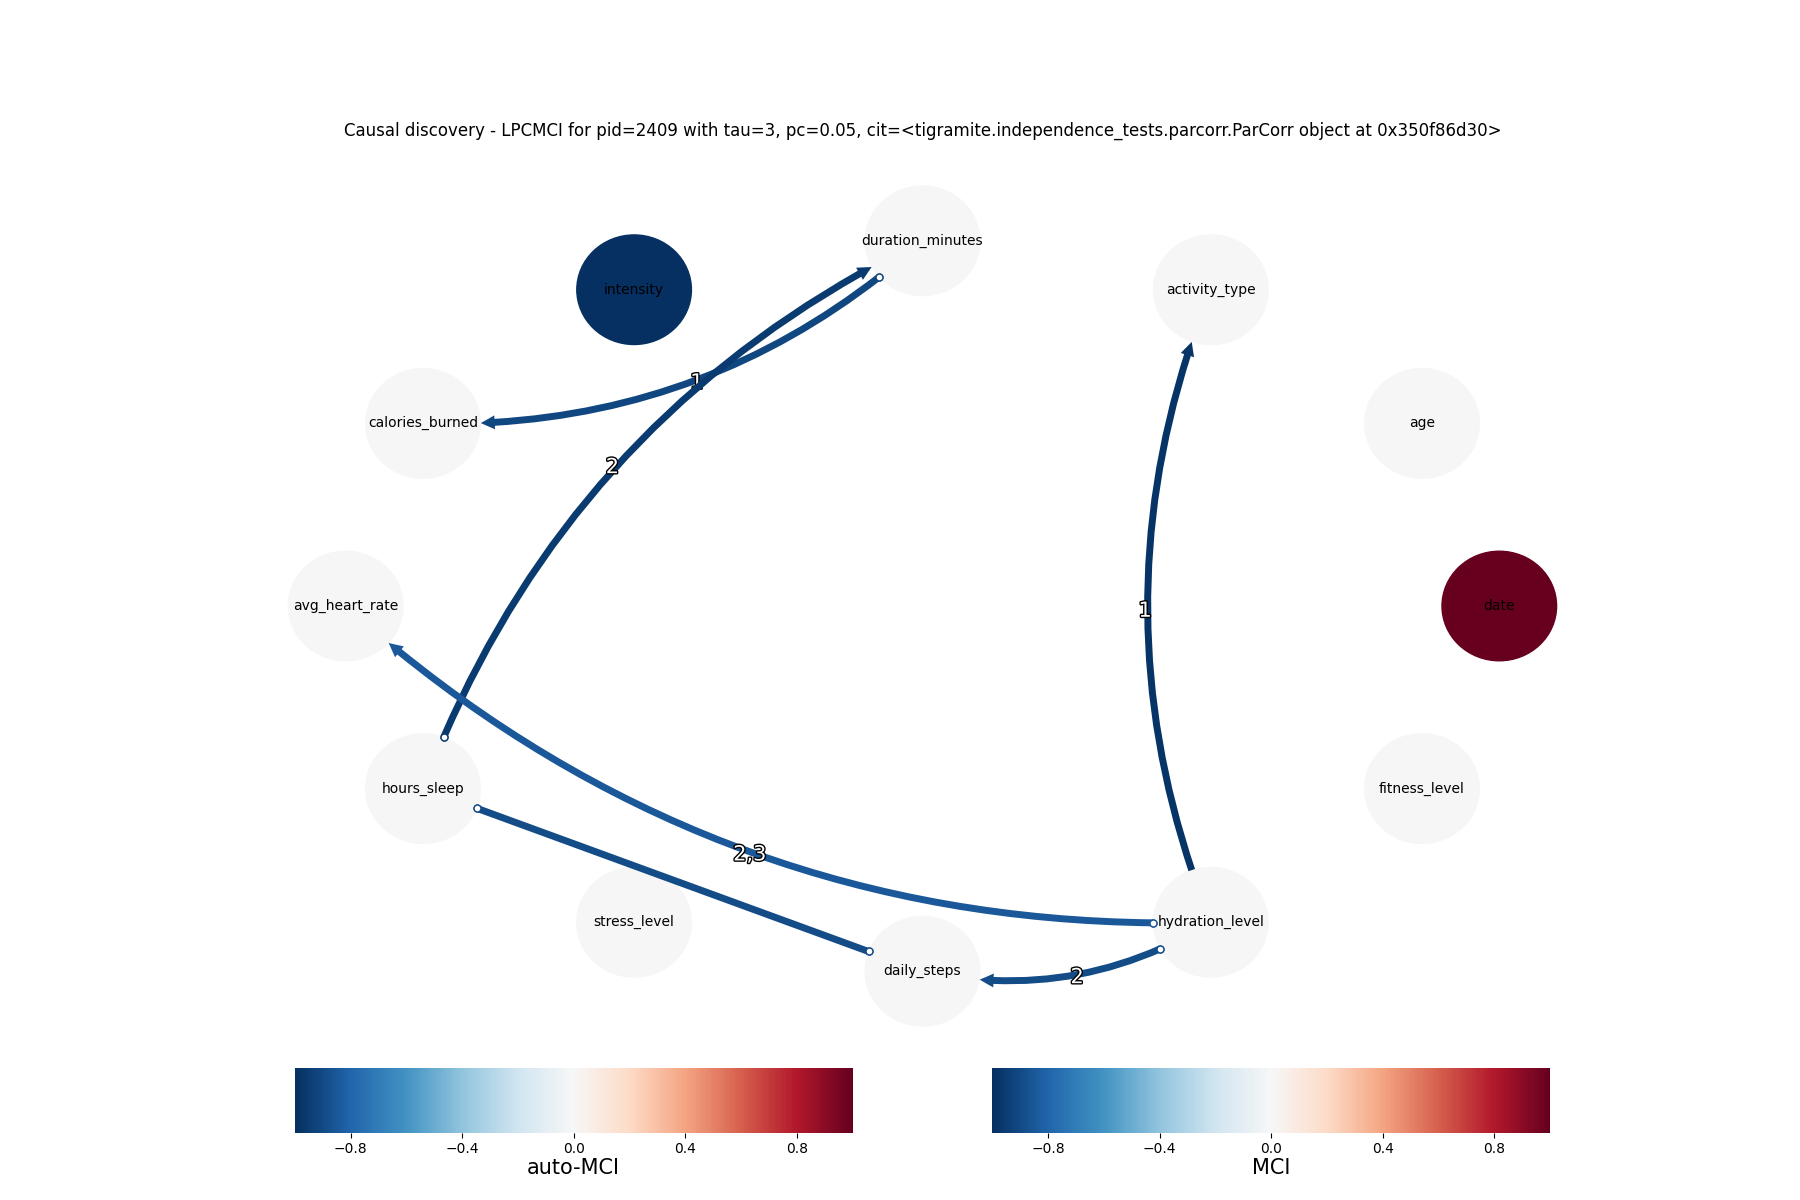 Causal discovery - LPCMCI for pid=2409 with tau=3, pc=0.05, cit=<tigramite.independence_tests.parcorr.ParCorr object at 0x350f86d30>
duration_minutes
intensity
activity_type
1
calories_burned
age
2
avg_heart_rate
1
date
hours_sleep
fitness_level
2,3
stress_level
hydration_level
daily_steps
2
−0.8 −0.4 0.0 0.4 0.8
auto-MCI
−0.8 −0.4 0.0 0.4 0.8
MCI